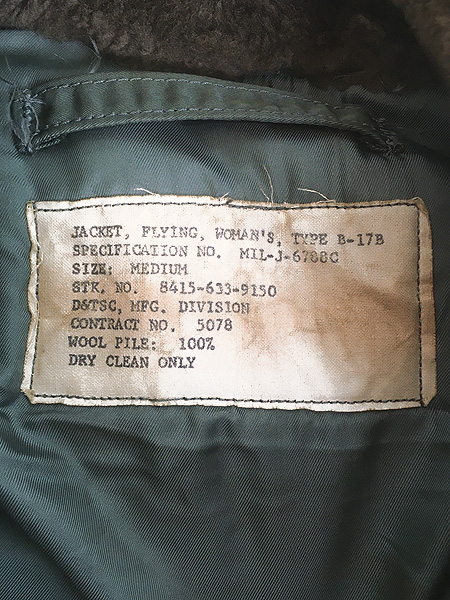 JACKET, FLYING, WOMAN'S, TYPE B-17B
SPECIFICATION NO. MIL-J-6788C
SIZE: MEDIUM
STK. NO. 8415-633-9150
D&TSC, MFG. DIVISION
CONTRACT NO. 5078
WOOL PILE: 100%
DRY CLEAN ONLY